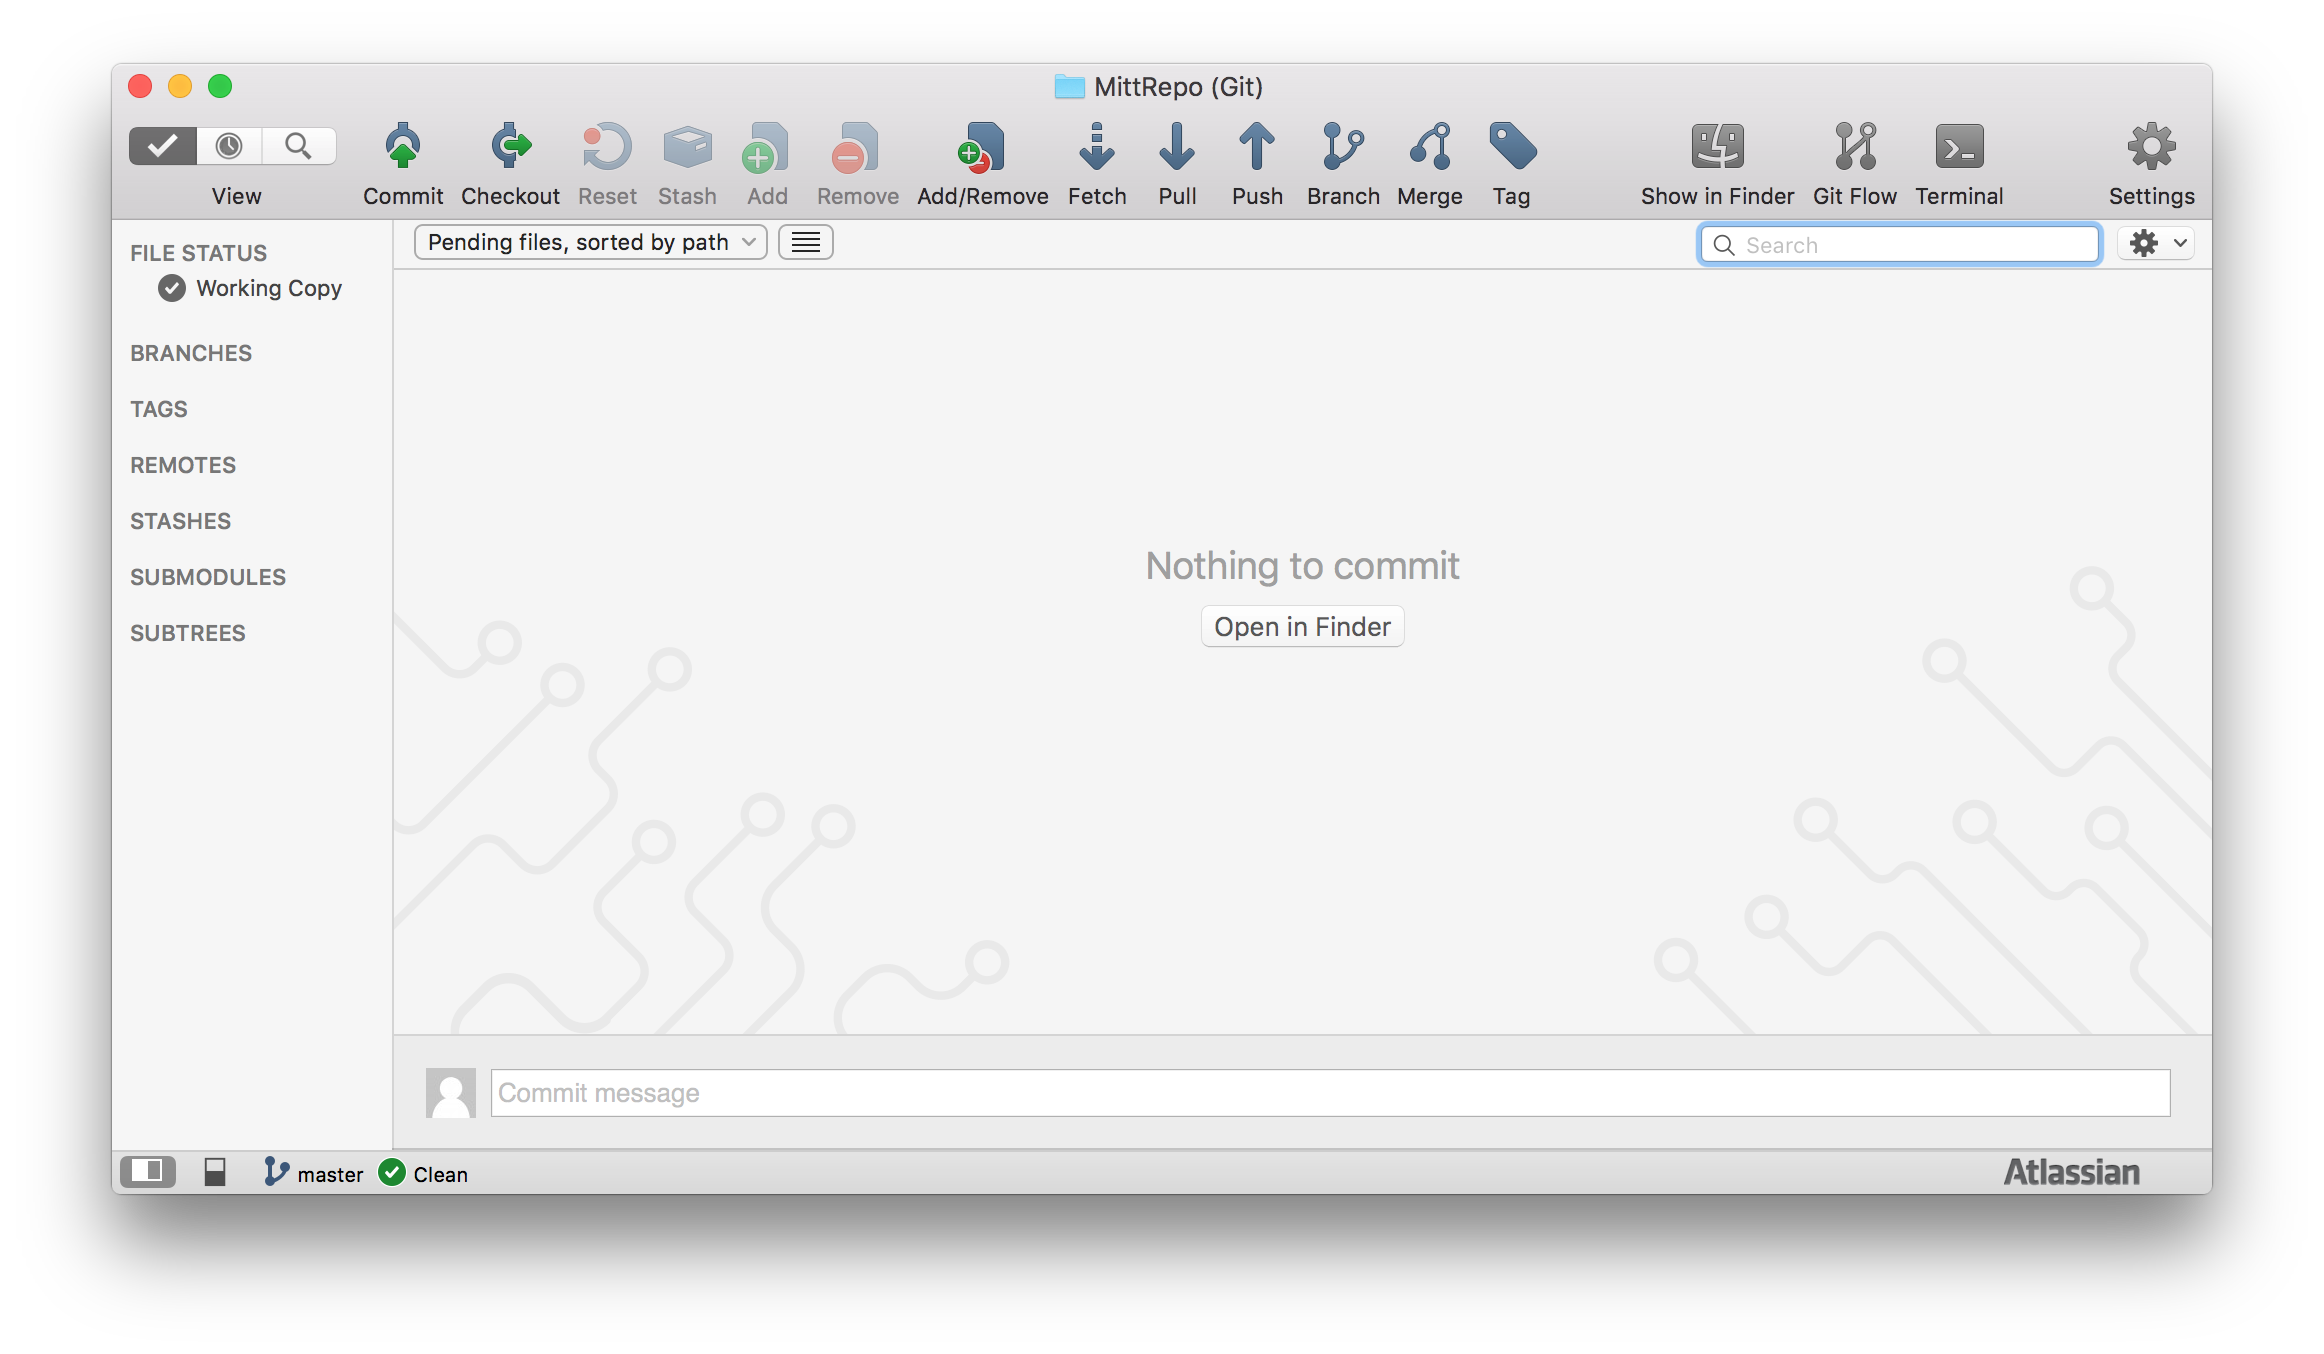 MittRepo (Git)
View
Commit
Checkout
Reset
Stash
Add
Remove
Add/Remove
Fetch
Pull
Push
Branch
Merge
Tag
Show in Finder
Git Flow
Terminal
Settings
FILE STATUS
Working Copy
BRANCHES
TAGS
REMOTES
STASHES
SUBMODULES
SUBTREES
Pending files, sorted by path
Search
Nothing to commit
Open in Finder
Commit message
master
Clean
Atlassian